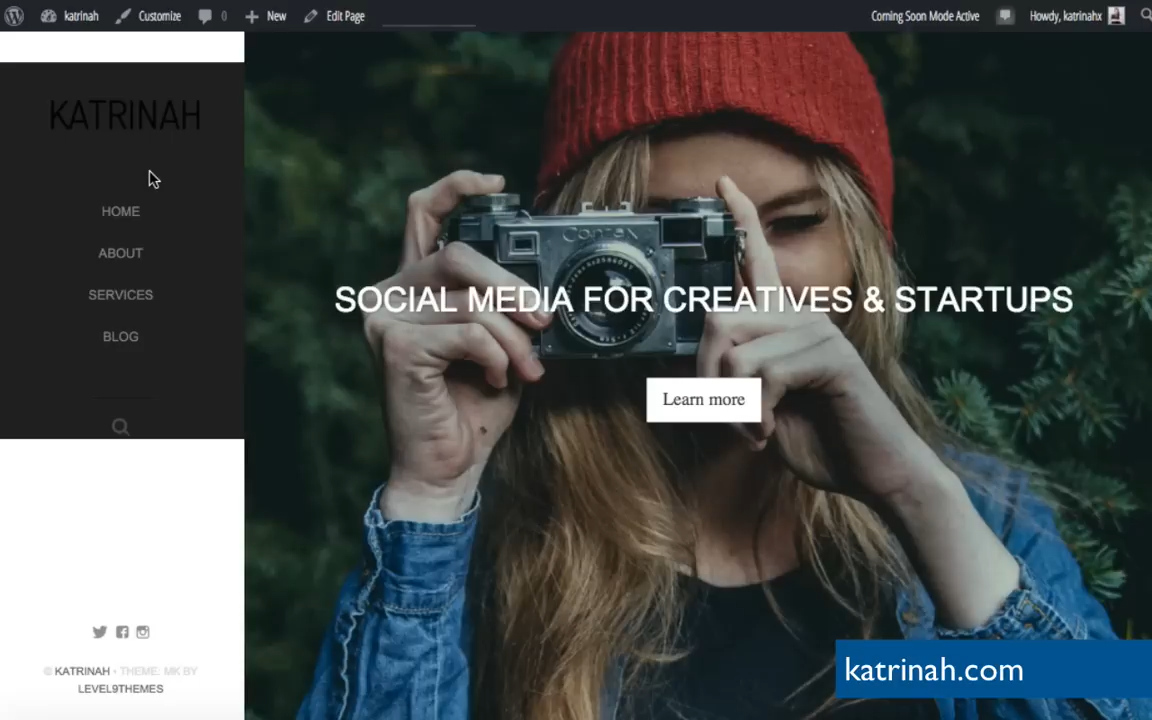 katrinah Customize 0 New Edit Page Coming Soon Mode Active Howdy, katrinahx
KATRINAH
HOME
ABOUT
SERVICES
BLOG
Contax
SOCIAL MEDIA FOR CREATIVES & STARTUPS
Learn more
© KATRINAH • THEME: MK BY
LEVEL9THEMES
katrinah.com